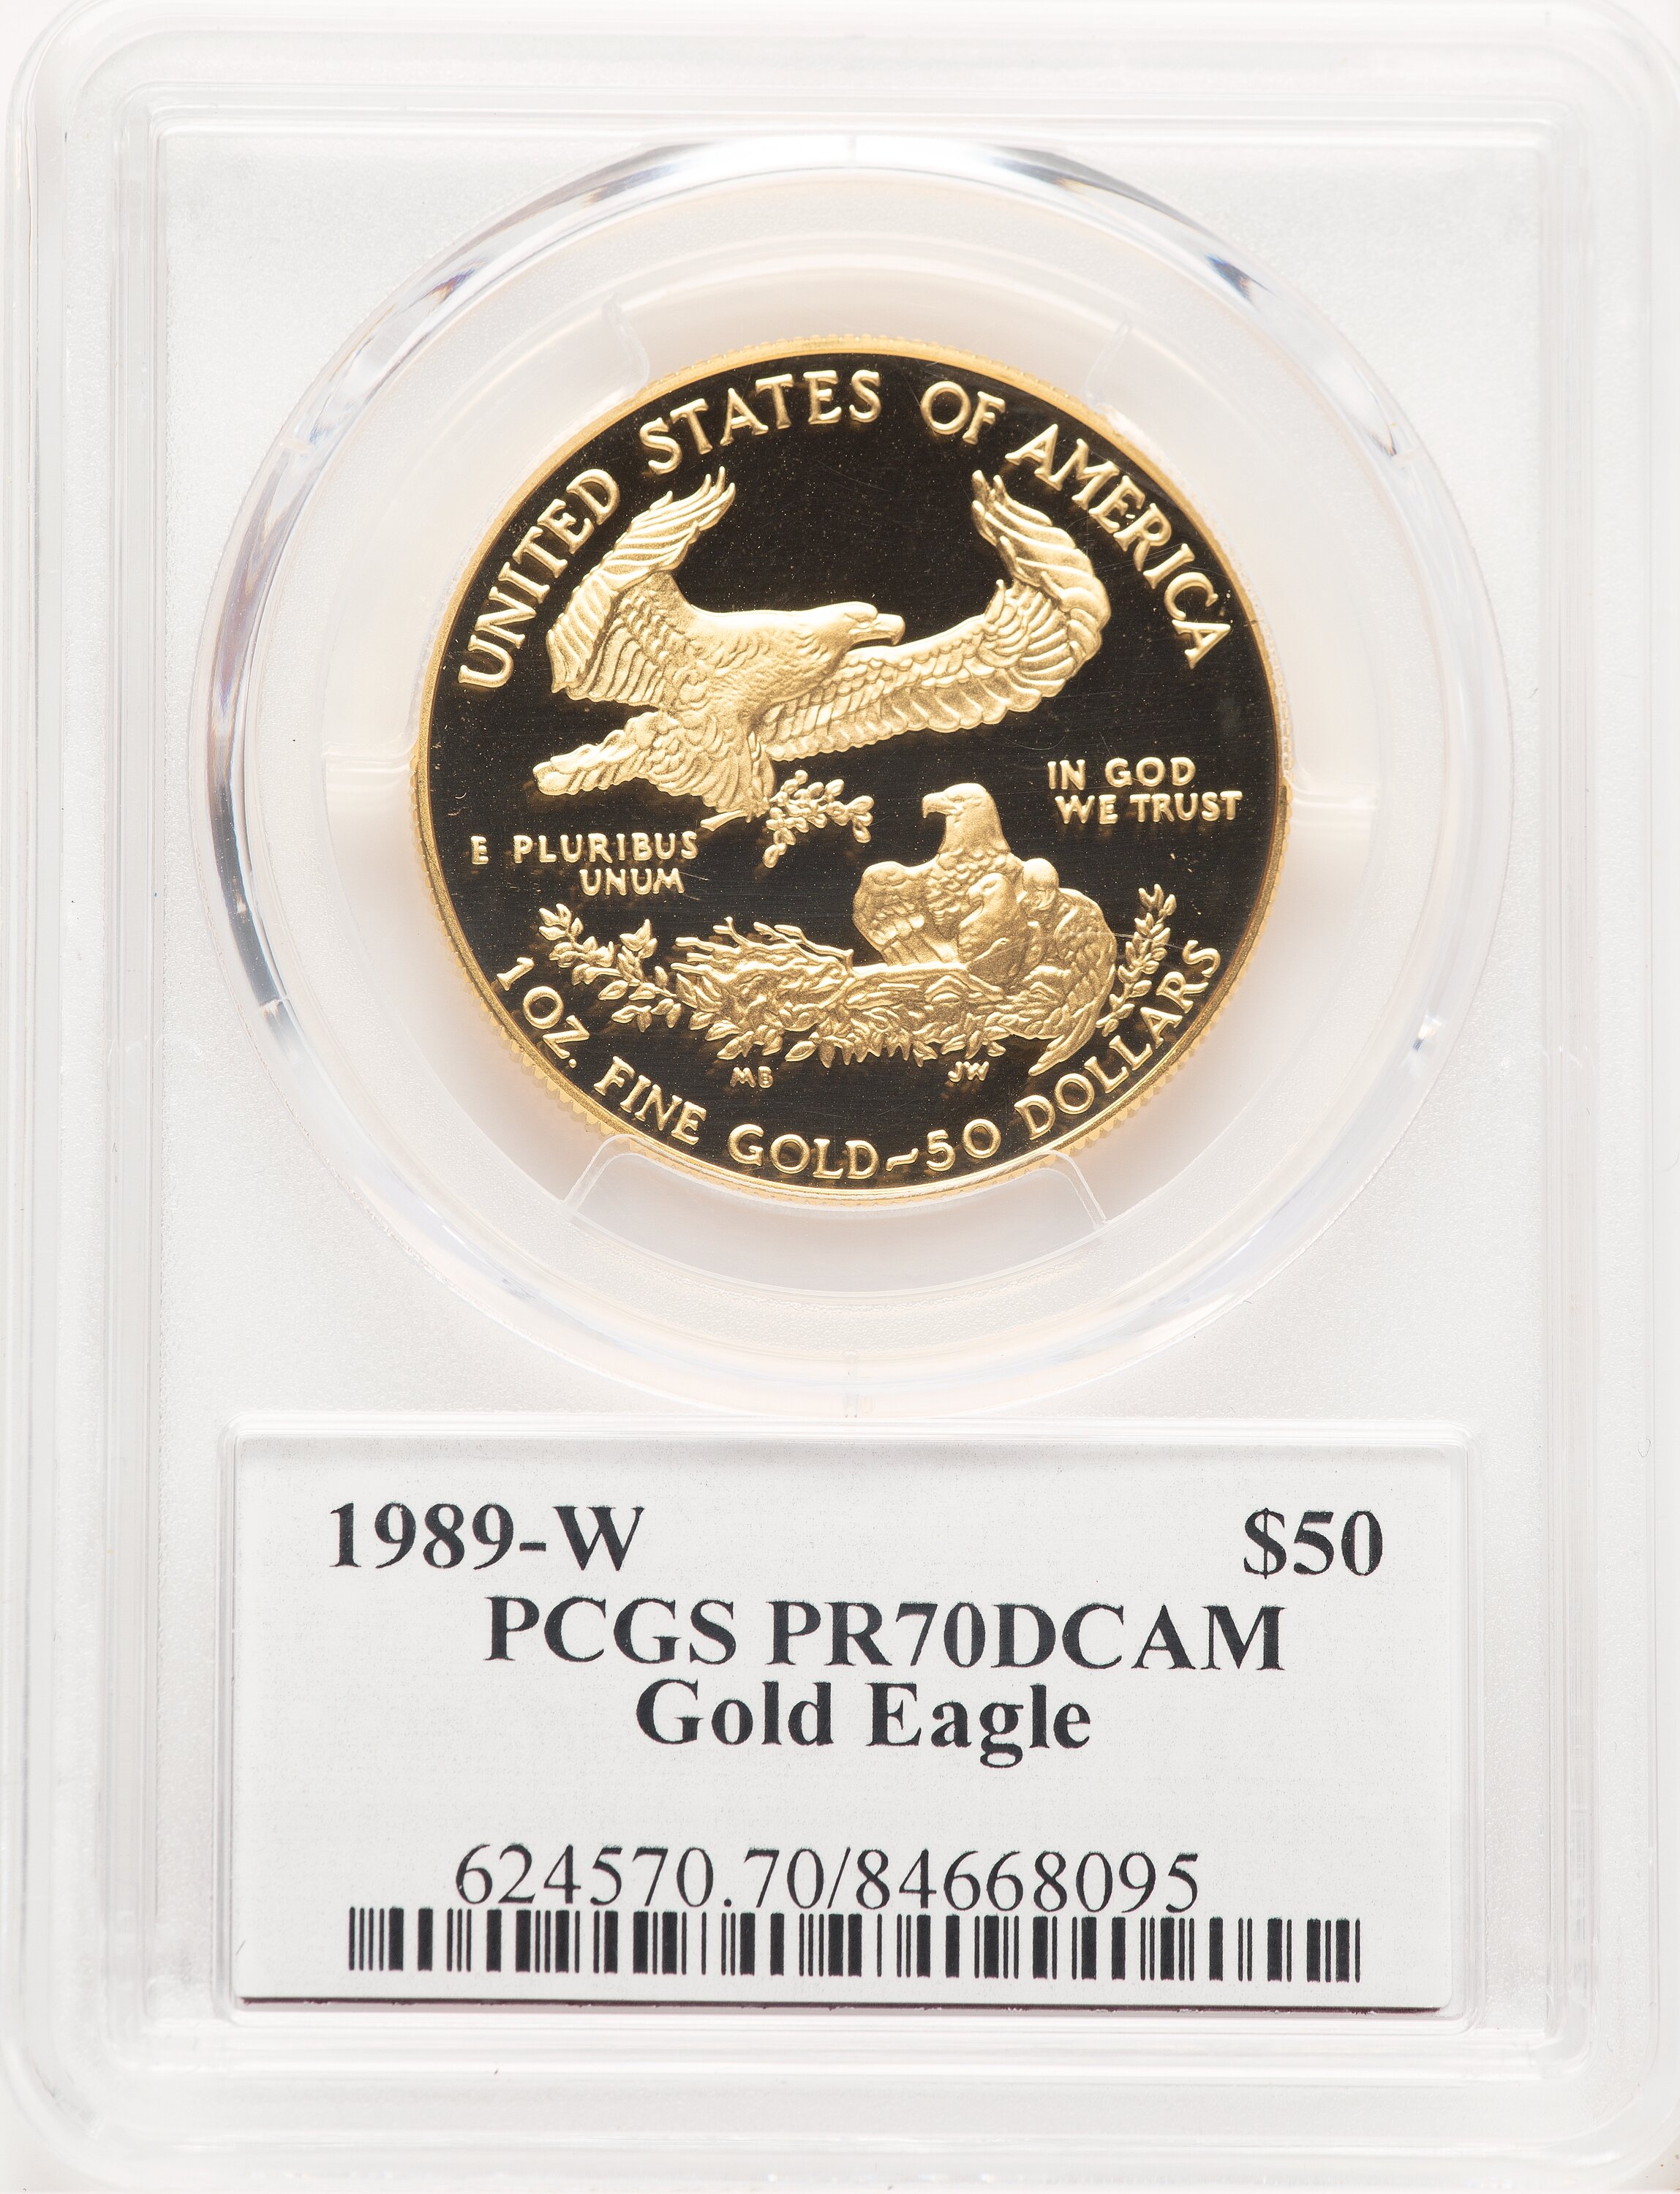 UNITED STATES OF AMERICA
IN GOD
WE TRUST
E PLURIBUS
UNUM
MB JW
1 OZ. FINE GOLD~50 DOLLARS
1989-W $50
PCGS PR70DCAM
Gold Eagle
624570.70/84668095